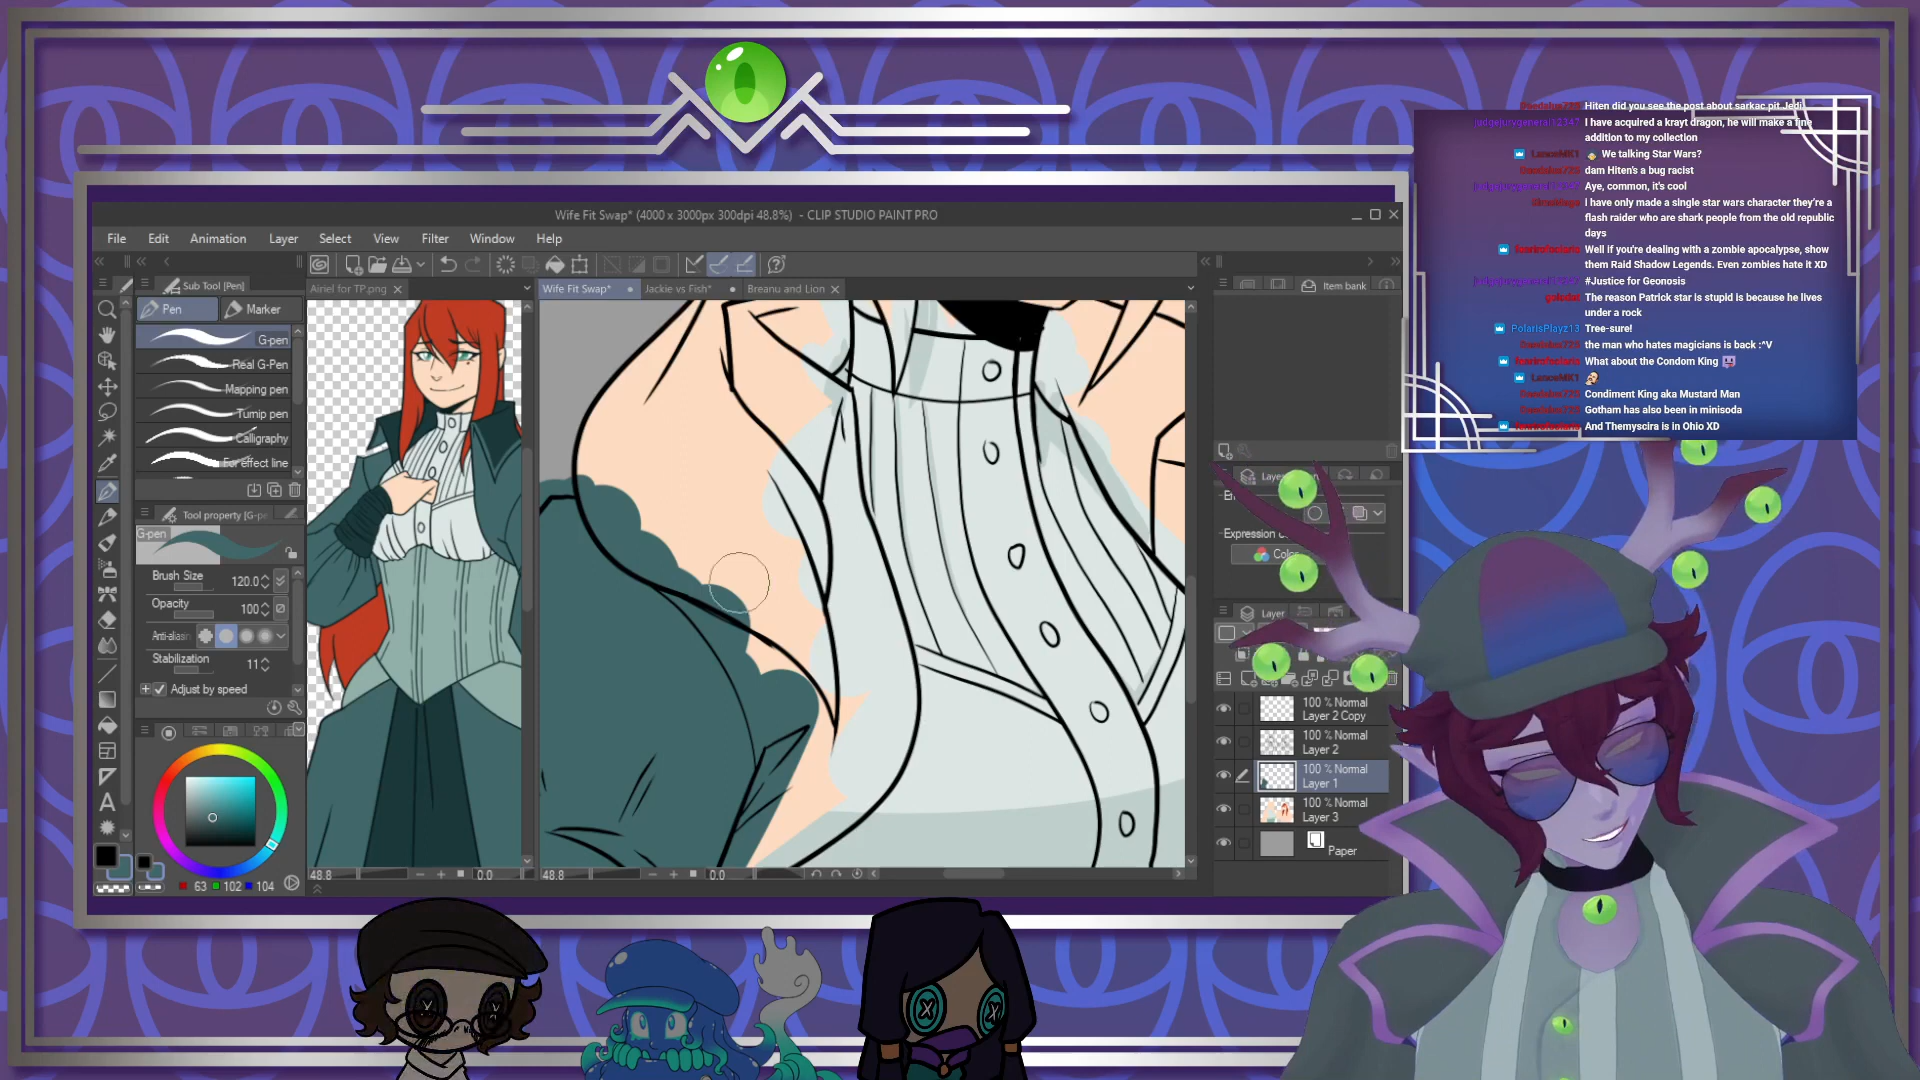 Hiten did you see the post about sarkac pit Jedi
judgejurygeneral12347 I have acquired a krayt dragon, he will make a fine
addition to my collection
LazooMK1 We talking Star Wars?
dam Hiten's a bug racist
Aye, common, it's cool
I have only made a single star wars character they're a
flash raider who are shark people from the old republic
days
Well if you're dealing with a zombie apocalypse, show
them Raid Shadow Legends. Even zombies hate it XD
#Justice for Geonosis
The reason Patrick star is stupid is because he lives
under a rock
PolarisPlayz13 Tree-sure!
the man who hates magicians is back :^V
What about the Condom King
Condiment King aka Mustard Man
Gotham has also been in minisoda
And Themyscira is in Ohio XD
Wife Fit Swap* (4000 x 3000px 300dpi 48.8%) - CLIP STUDIO PAINT PRO
File Edit Animation Layer Select View Filter Window Help
Sub Tool [Pen]
Airiel for TP.png
Wife Fit Swap*
Jackie vs Fish*
Breanu and Lion
Item bank
Pen
Marker
G-pen
Real G-Pen
Mapping pen
Turnip pen
Calligraphy
For effect line
Tool property [G-pe
G-pen
Brush Size 120.0
Opacity 100
Anti-aliasin
Stabilization 11
Adjust by speed
63 102 104
48.8 0.0
48.8 0.0
Layer
Expression
Layer
100 % Normal
Layer 2 Copy
100 % Normal
Layer 2
100 % Normal
Layer 1
100 % Normal
Layer 3
Paper